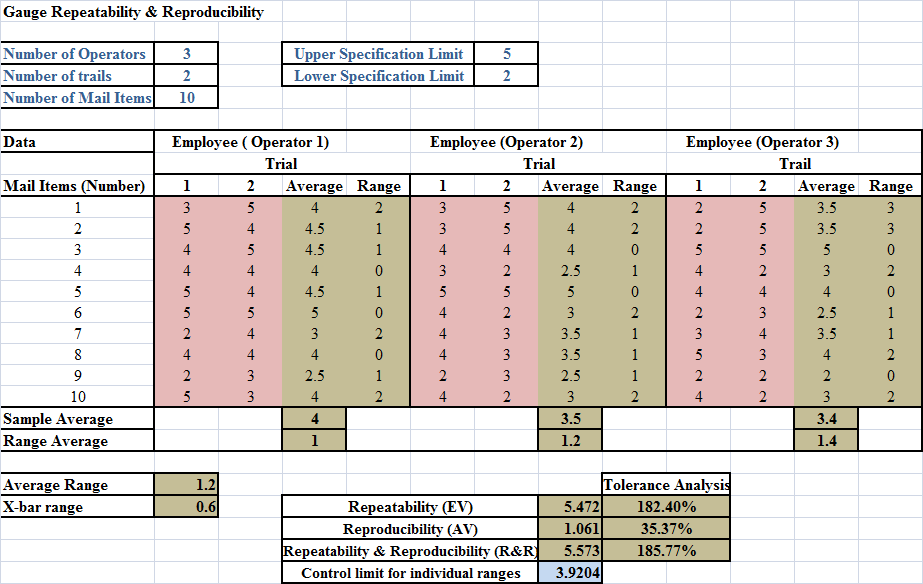 Gauge Repeatability & Reproducibility
Number of Operators 3 Upper Specification Limit 5
Number of trails 2 Lower Specification Limit 2
Number of Mail Items 10
Data Employee ( Operator 1) Employee (Operator 2) Employee (Operator 3)
Trial Trial Trail
Mail Items (Number) 1 2 Average Range 1 2 Average Range 1 2 Average Range
1 3 5 4 2 3 5 4 2 2 5 3.5 3
2 5 4 4.5 1 3 5 4 2 2 5 3.5 3
3 4 5 4.5 1 4 4 4 0 5 5 5 0
4 4 4 4 0 3 2 2.5 1 4 2 3 2
5 5 4 4.5 1 5 5 5 0 4 4 4 0
6 5 5 5 0 4 2 3 2 2 3 2.5 1
7 2 4 3 2 4 3 3.5 1 3 4 3.5 1
8 4 4 4 0 4 3 3.5 1 5 3 4 2
9 2 3 2.5 1 2 3 2.5 1 2 2 2 0
10 5 3 4 2 4 2 3 2 4 2 3 2
Sample Average 4 3.5 3.4
Range Average 1 1.2 1.4
Average Range 1.2 Tolerance Analysis
X-bar range 0.6 Repeatability (EV) 5.472 182.40%
Reproducibility (AV) 1.061 35.37%
Repeatability & Reproducibility (R&R) 5.573 185.77%
Control limit for individual ranges 3.9204